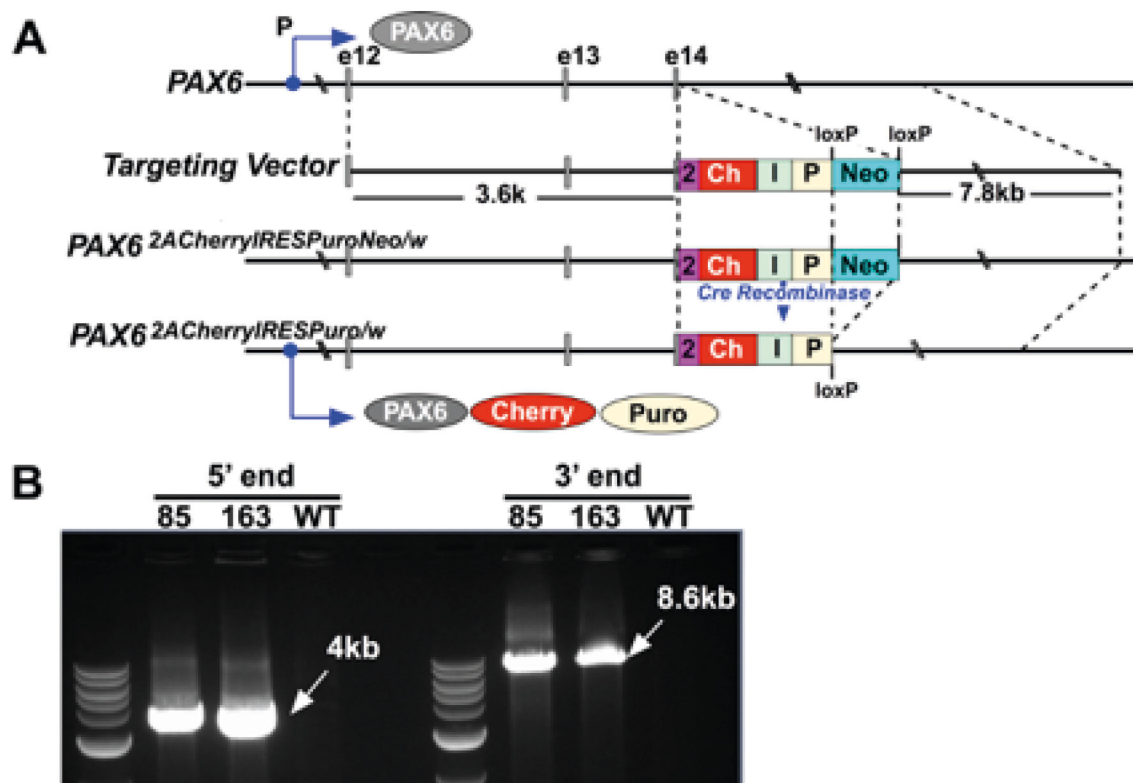 A
P
PAX6
e12 e13 e14
PAX6
loxP loxP
Targeting Vector
2 Ch I P Neo
3.6k 7.8kb
PAX6 2ACherryIRESPuroNeo/w
2 Ch I P Neo
Cre Recombinase
PAX6 2ACherryIRESPuro/w
2 Ch I P
loxP
PAX6 Cherry Puro
B
5' end 3' end
85 163 WT 85 163 WT
8.6kb
4kb